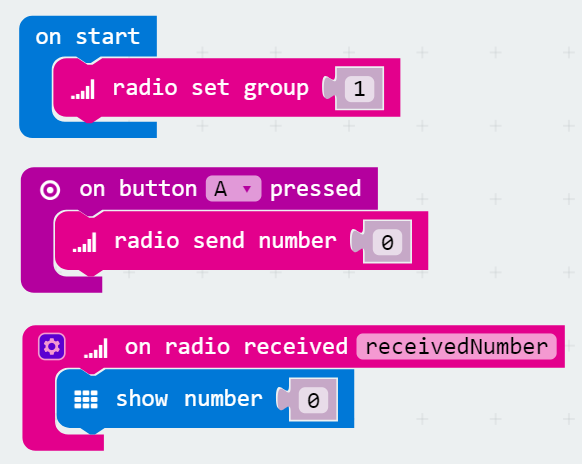 on start
radio set group 1
on button A pressed
radio send number 0
on radio received receivedNumber
show number 0